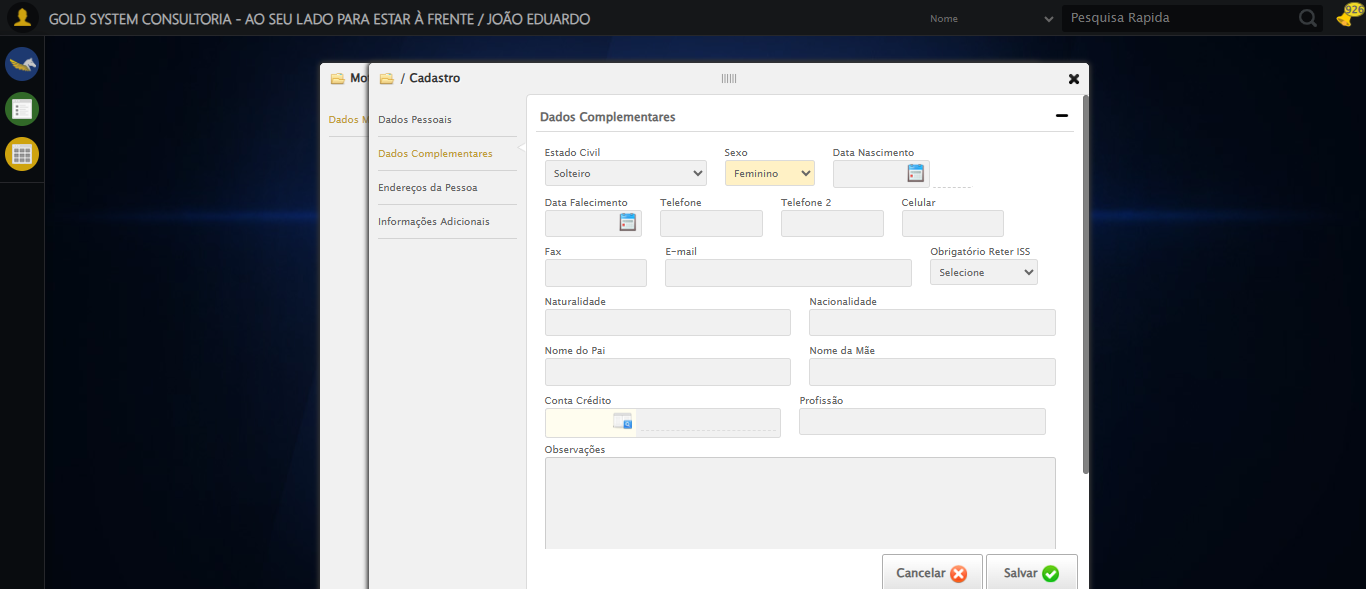 GOLD SYSTEM CONSULTORIA - AO SEU LADO PARA ESTAR À FRENTE / JOÃO EDUARDO
Nome
Pesquisa Rapida
926
Mo
/ Cadastro
Dados M
Dados Pessoais
Dados Complementares
Endereços da Pessoa
Informações Adicionais
Dados Complementares
Estado Civil Sexo Data Nascimento
Solteiro Feminino
Data Falecimento Telefone Telefone 2 Celular
Fax E-mail Obrigatório Reter ISS
Selecione
Naturalidade Nacionalidade
Nome do Pai Nome da Mãe
Conta Crédito Profissão
Observações
Cancelar Salvar